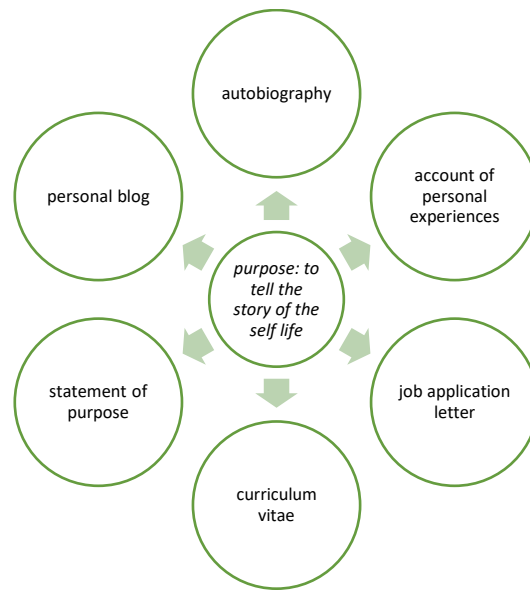 autobiography
account of
personal
experiences
job application
letter
curriculum
vitae
statement of
purpose
personal blog
purpose: to
tell the
story of the
self life